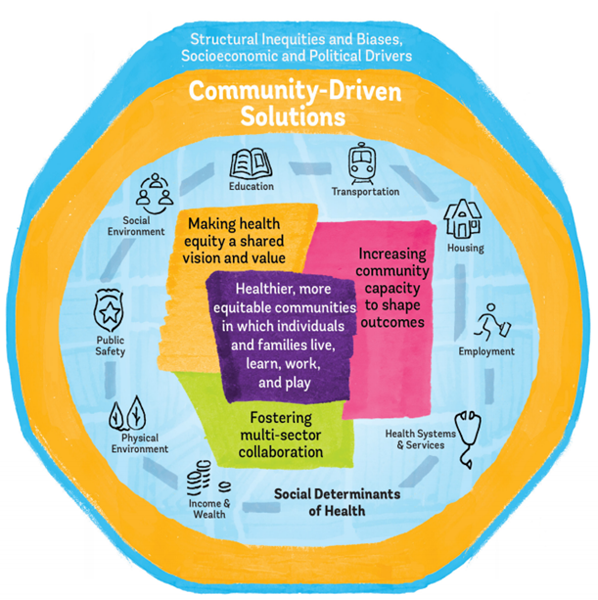 Structural Inequities and Biases,
Socioeconomic and Political Drivers
Community-Driven
Solutions
Education
Transportation
Social
Environment
Housing
Making health
equity a shared
vision and value
Increasing
community
capacity
to shape
outcomes
Healthier, more
equitable communities
in which individuals
and families live,
learn, work,
and play
Public
Safety
Employment
Fostering
multi-sector
collaboration
Physical
Environment
Health Systems
& Services
Income &
Wealth
Social Determinants
of Health